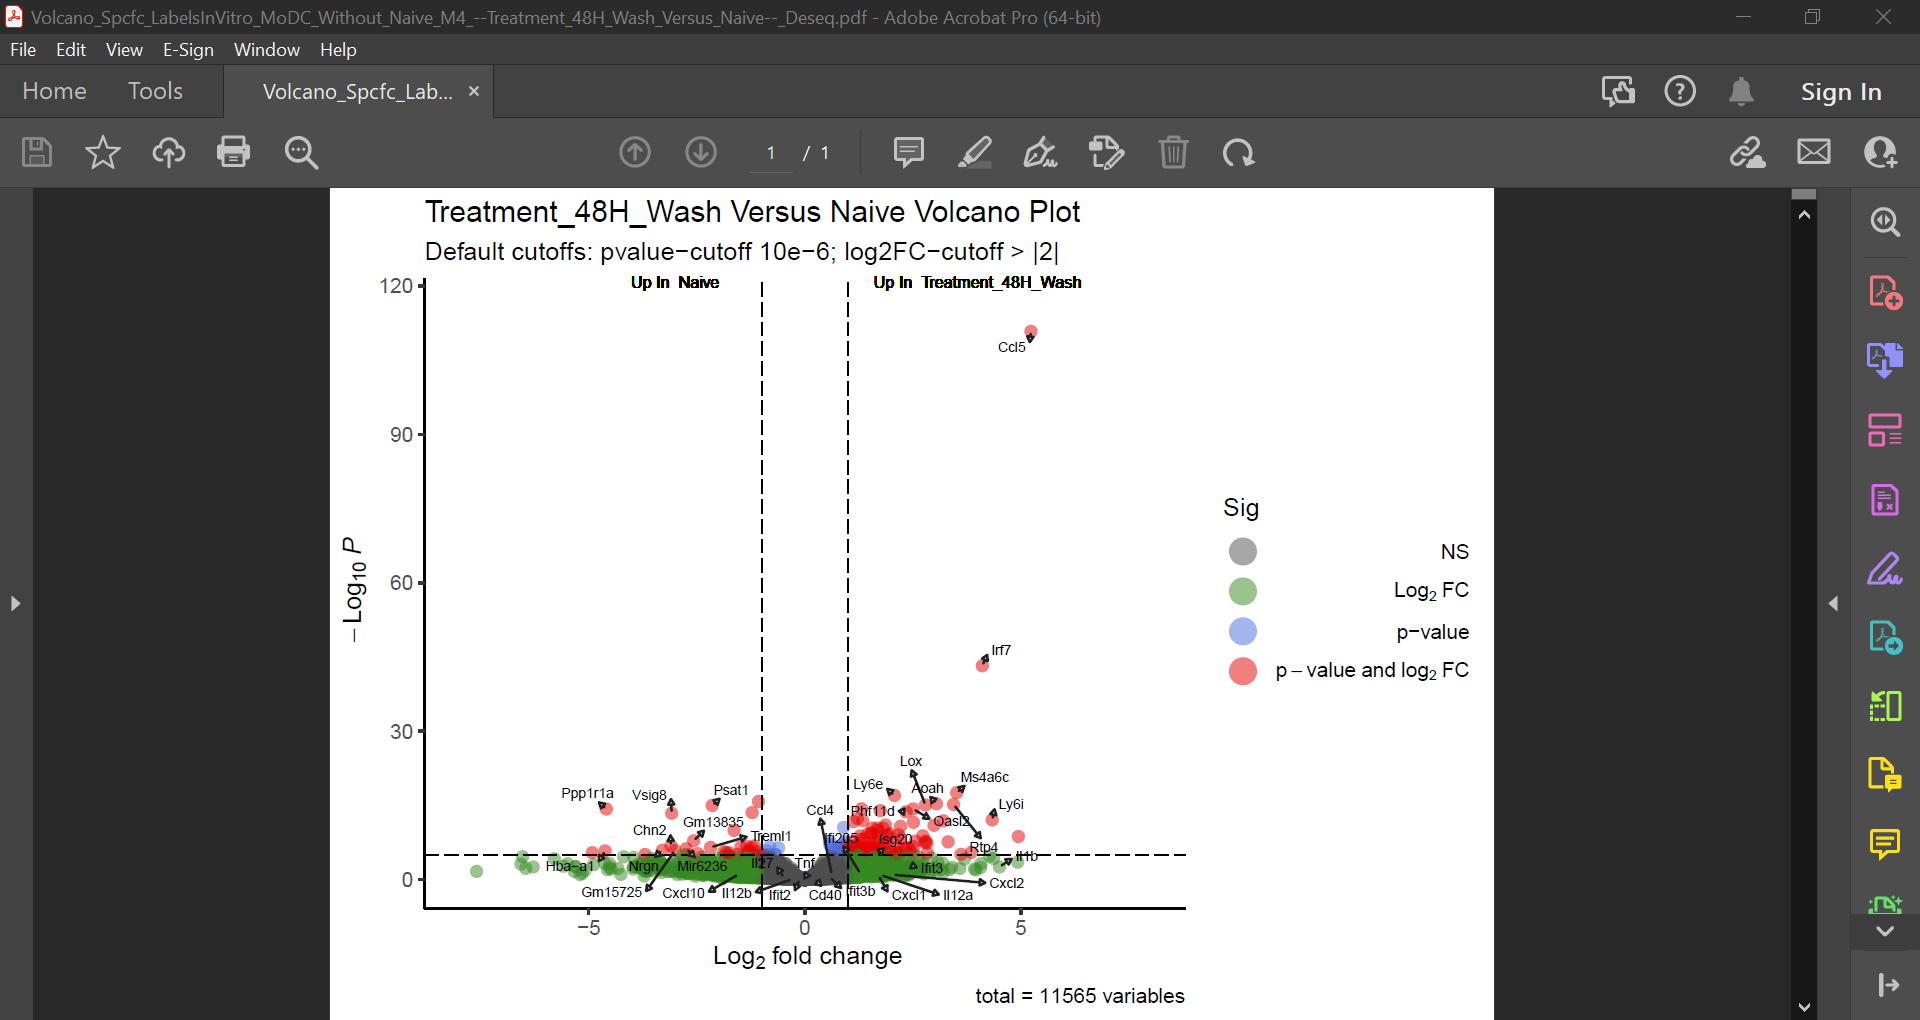 Volcano_Spcfc_LabelsInVitro_MoDC_Without_Naive_M4_--Treatment_48H_Wash_Versus_Naive--_Deseq.pdf - Adobe Acrobat Pro (64-bit)
File Edit View E-Sign Window Help
Home Tools Volcano_Spcfc_Lab... × Sign In
1 / 1
Treatment_48H_Wash Versus Naive Volcano Plot
Default cutoffs: pvalue−cutoff 10e−6; log2FC−cutoff > |2|
Up In Naive Up In Treatment_48H_Wash
120
90
60
30
0
−Log10 P
Ccl5
Irf7
Lox
Ms4a6c
Ly6e
Aoah
Ppp1r1a
Vsig8
Psat1
Ly6i
Ccl4
Phf11d
Oasl2
Gm13835
Chn2
Treml1
Ifi205
Isg20
Rtp4
Il1b
Hba−a1
Nrgn
Mir6236
Il27
Tnf
Ifit3
Cxcl2
Gm15725
Cxcl10
Il12b
Ifit2
Cd40
Ifit3b
Cxcl1
Il12a
−5 0 5
Log2 fold change
total = 11565 variables
Sig
NS
Log2 FC
p−value
p − value and log2 FC